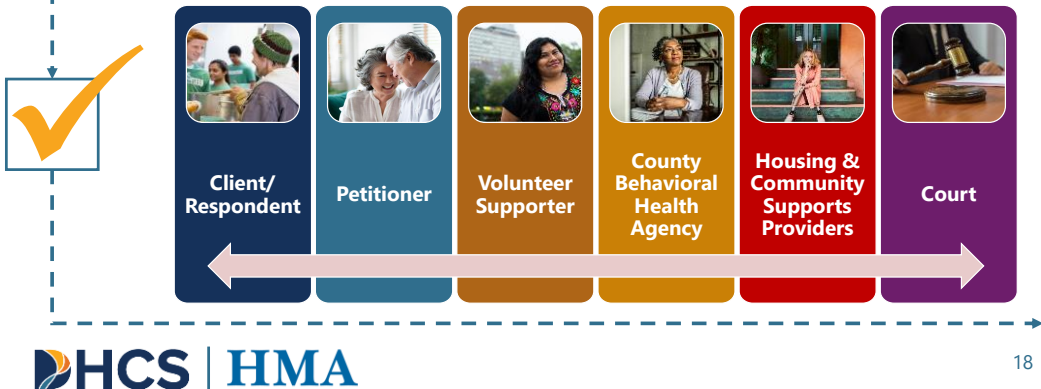 Client/
Respondent
Petitioner
Volunteer
Supporter
County
Behavioral
Health
Agency
Housing &
Community
Supports
Providers
Court
DHCS | HMA
18